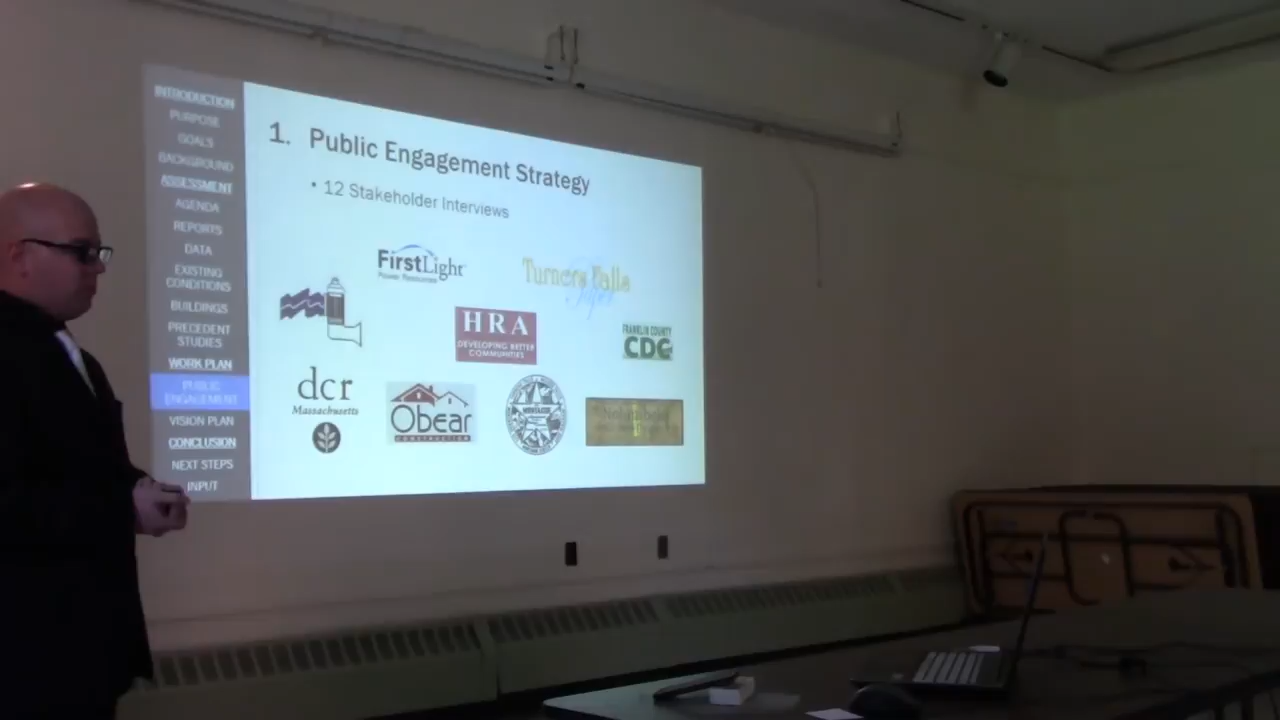 INTRODUCTION
PURPOSE
GOALS
BACKGROUND
ASSESSMENT
AGENDA
REPORTS
DATA
EXISTING
CONDITIONS
BUILDINGS
PRECEDENT
STUDIES
WORK PLAN
PUBLIC
ENGAGEMENT
VISION PLAN
CONCLUSION
NEXT STEPS
INPUT
1. Public Engagement Strategy
• 12 Stakeholder Interviews
FirstLight
Power Resources
Turners Falls
HRA
DEVELOPING BETTER
COMMUNITIES
FRANKLIN COUNTY
CDC
dcr
Massachusetts
Obear
CONSTRUCTION
MONTAGUE